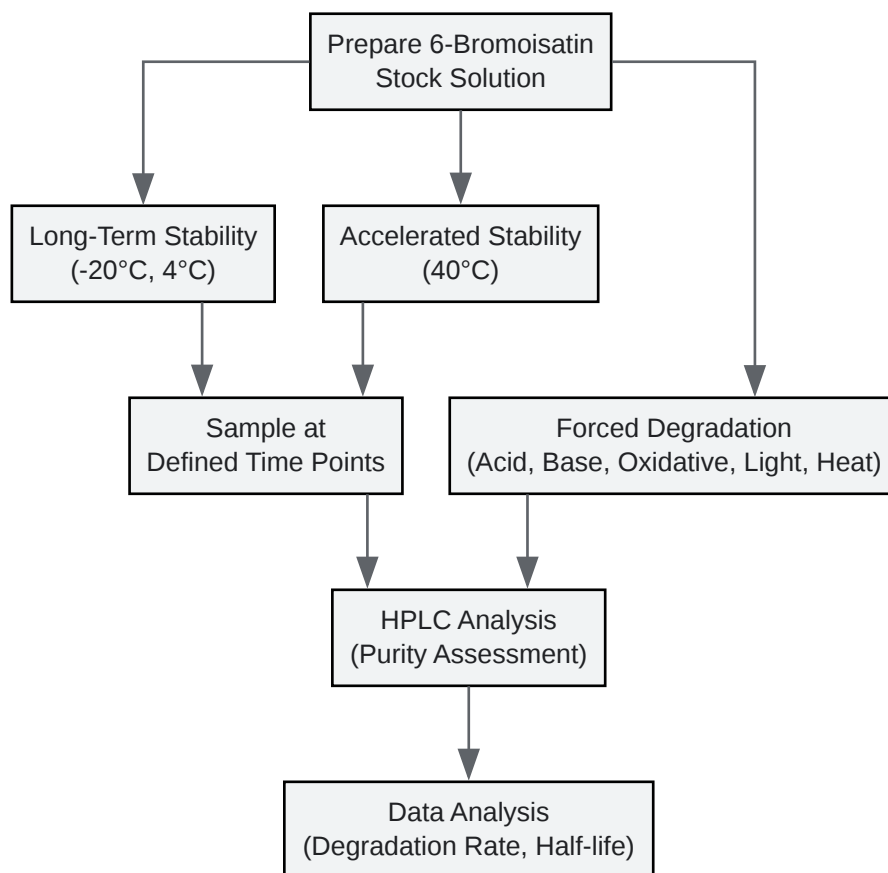 Prepare 6-Bromoisatin
Stock Solution
Long-Term Stability
(-20°C, 4°C)
Accelerated Stability
(40°C)
Sample at
Defined Time Points
Forced Degradation
(Acid, Base, Oxidative, Light, Heat)
HPLC Analysis
(Purity Assessment)
Data Analysis
(Degradation Rate, Half-life)